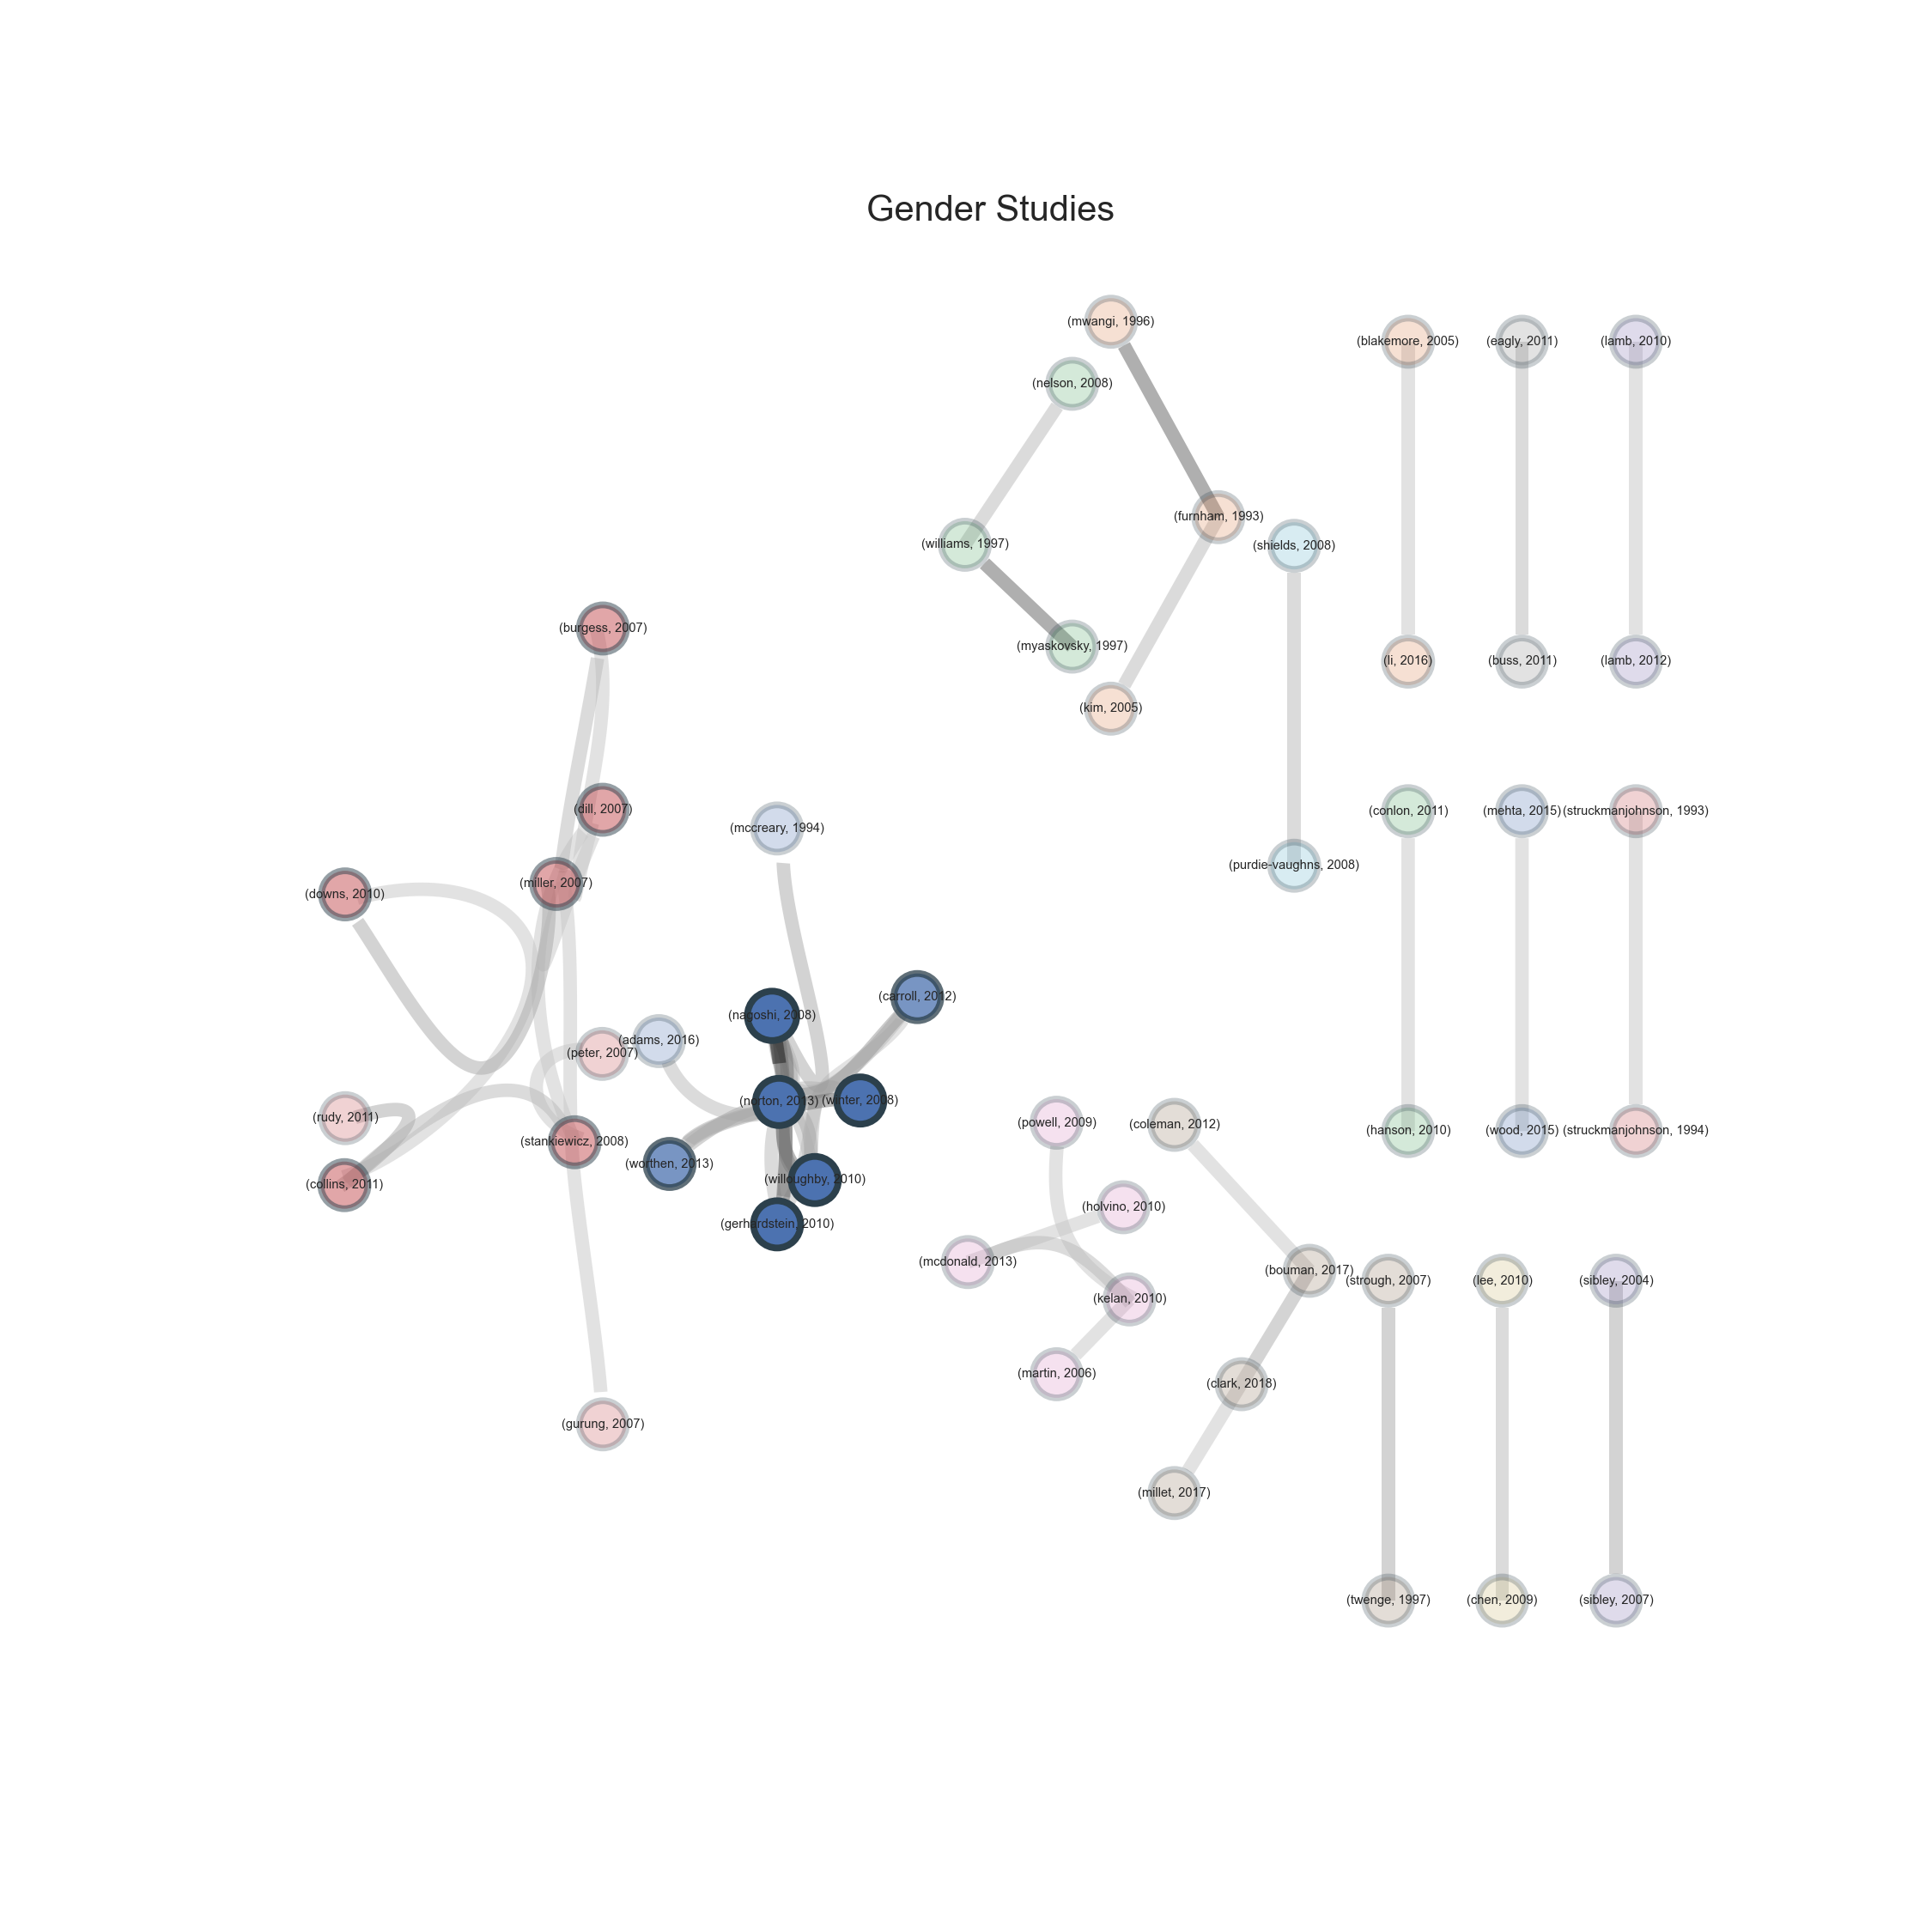 Gender Studies
(mwangi, 1996)
(blakemore, 2005)
(eagly, 2011)
(lamb, 2010)
(nelson, 2008)
(furnham, 1993)
(williams, 1997)
(shields, 2008)
(burgess, 2007)
(myaskovsky, 1997)
(li, 2016)
(buss, 2011)
(lamb, 2012)
(kim, 2005)
(dill, 2007)
(conlon, 2011)
(mehta, 2015)
(struckmanjohnson, 1993)
(mccreary, 1994)
(purdie-vaughns, 2008)
(miller, 2007)
(downs, 2010)
(carroll, 2012)
(nagoshi, 2008)
(adams, 2016)
(peter, 2007)
(norton, 2013)
(winter, 2008)
(rudy, 2011)
(powell, 2009)
(coleman, 2012)
(hanson, 2010)
(wood, 2015)
(struckmanjohnson, 1994)
(stankiewicz, 2008)
(worthen, 2013)
(willoughby, 2010)
(collins, 2011)
(holvino, 2010)
(gerhardstein, 2010)
(mcdonald, 2013)
(bouman, 2017)
(strough, 2007)
(lee, 2010)
(sibley, 2004)
(kelan, 2010)
(martin, 2006)
(clark, 2018)
(gurung, 2007)
(millet, 2017)
(twenge, 1997)
(chen, 2009)
(sibley, 2007)